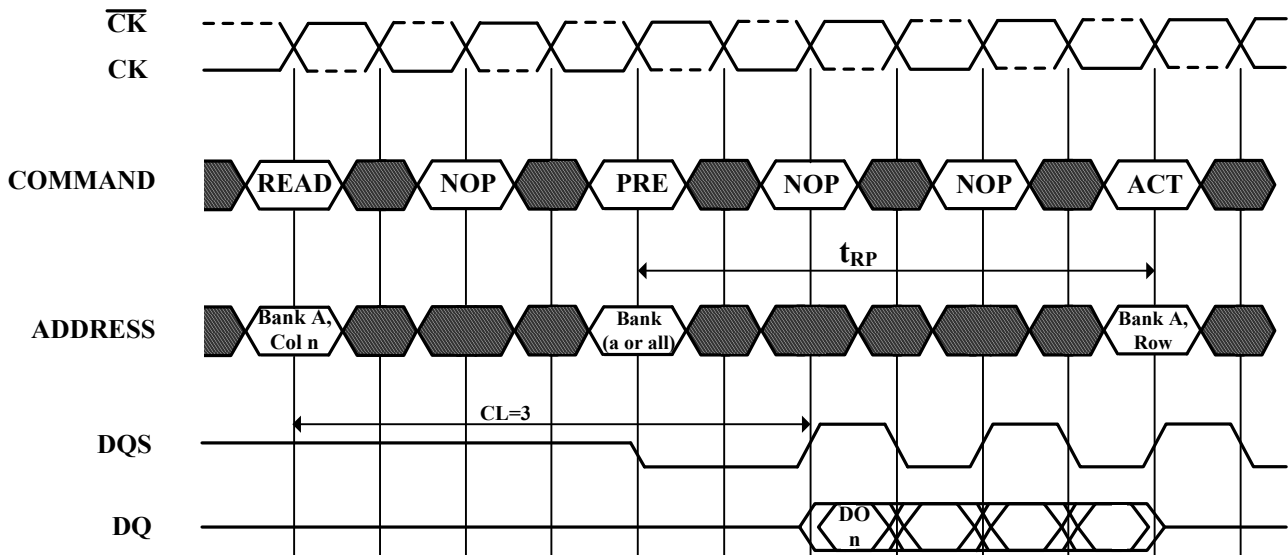 CK
CK
COMMAND
READ
NOP
PRE
NOP
NOP
ACT
tRP
ADDRESS
Bank A,
Col n
Bank
(a or all)
Bank A,
Row
CL=3
DQS
DQ
DO
n